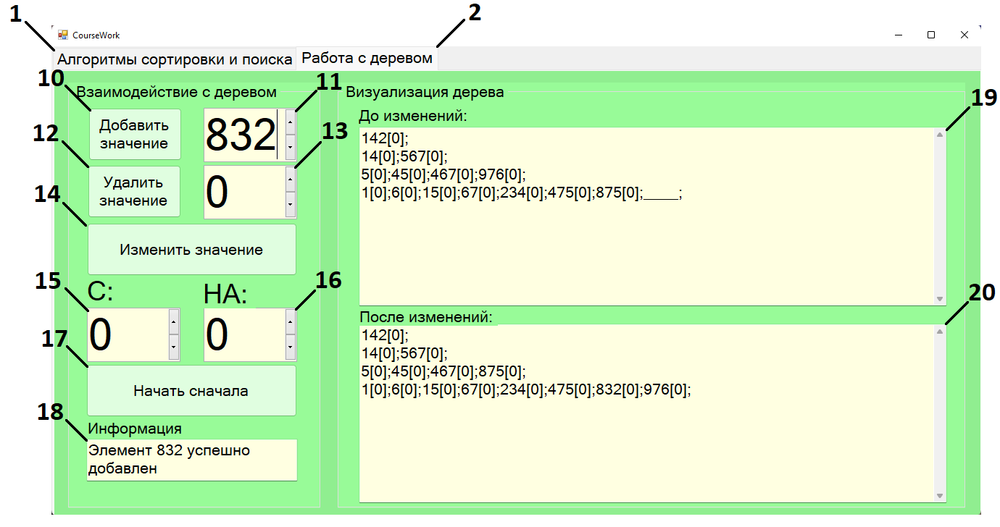 1
2
CourseWork
Алгоритмы сортировки и поиска
Работа с деревом
10
Взаимодействие с деревом
11
Визуализация дерева
19
До изменений:
Добавить
значение
832
12
13
142[0];
14[0];567[0];
5[0];45[0];467[0];976[0];
1[0];6[0];15[0];67[0];234[0];475[0];875[0];_____;
Удалить
значение
0
14
Изменить значение
15
С:
НА:
16
20
0
0
После изменений:
142[0];
14[0];567[0];
5[0];45[0];467[0];875[0];
1[0];6[0];15[0];67[0];234[0];475[0];832[0];976[0];
17
Начать сначала
18
Информация
Элемент 832 успешно
добавлен